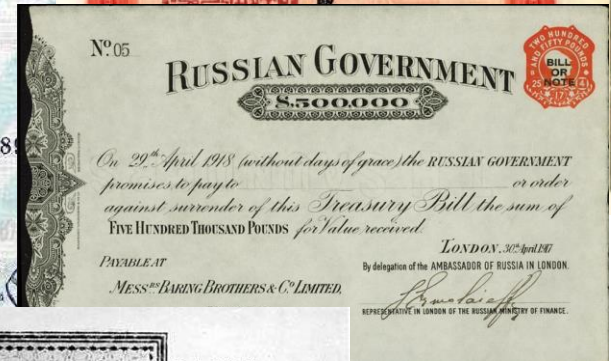 89
Nº 05
RUSSIAN GOVERNMENT
TWO HUNDRED AND FIFTY POUNDS
BILL
OR
NOTE
25 4
17
£.500.000
On 29th April 1918 (without days of grace) the RUSSIAN GOVERNMENT
promises to pay to or order
against surrender of this Treasury Bill the sum of
FIVE HUNDRED THOUSAND POUNDS for Value received.
LONDON, 30th April 1917
PAYABLE AT
By delegation of the AMBASSADOR OF RUSSIA IN LONDON.
MESSRS BARING BROTHERS & CO LIMITED,
REPRESENTATIVE IN LONDON OF THE RUSSIAN MINISTRY OF FINANCE.